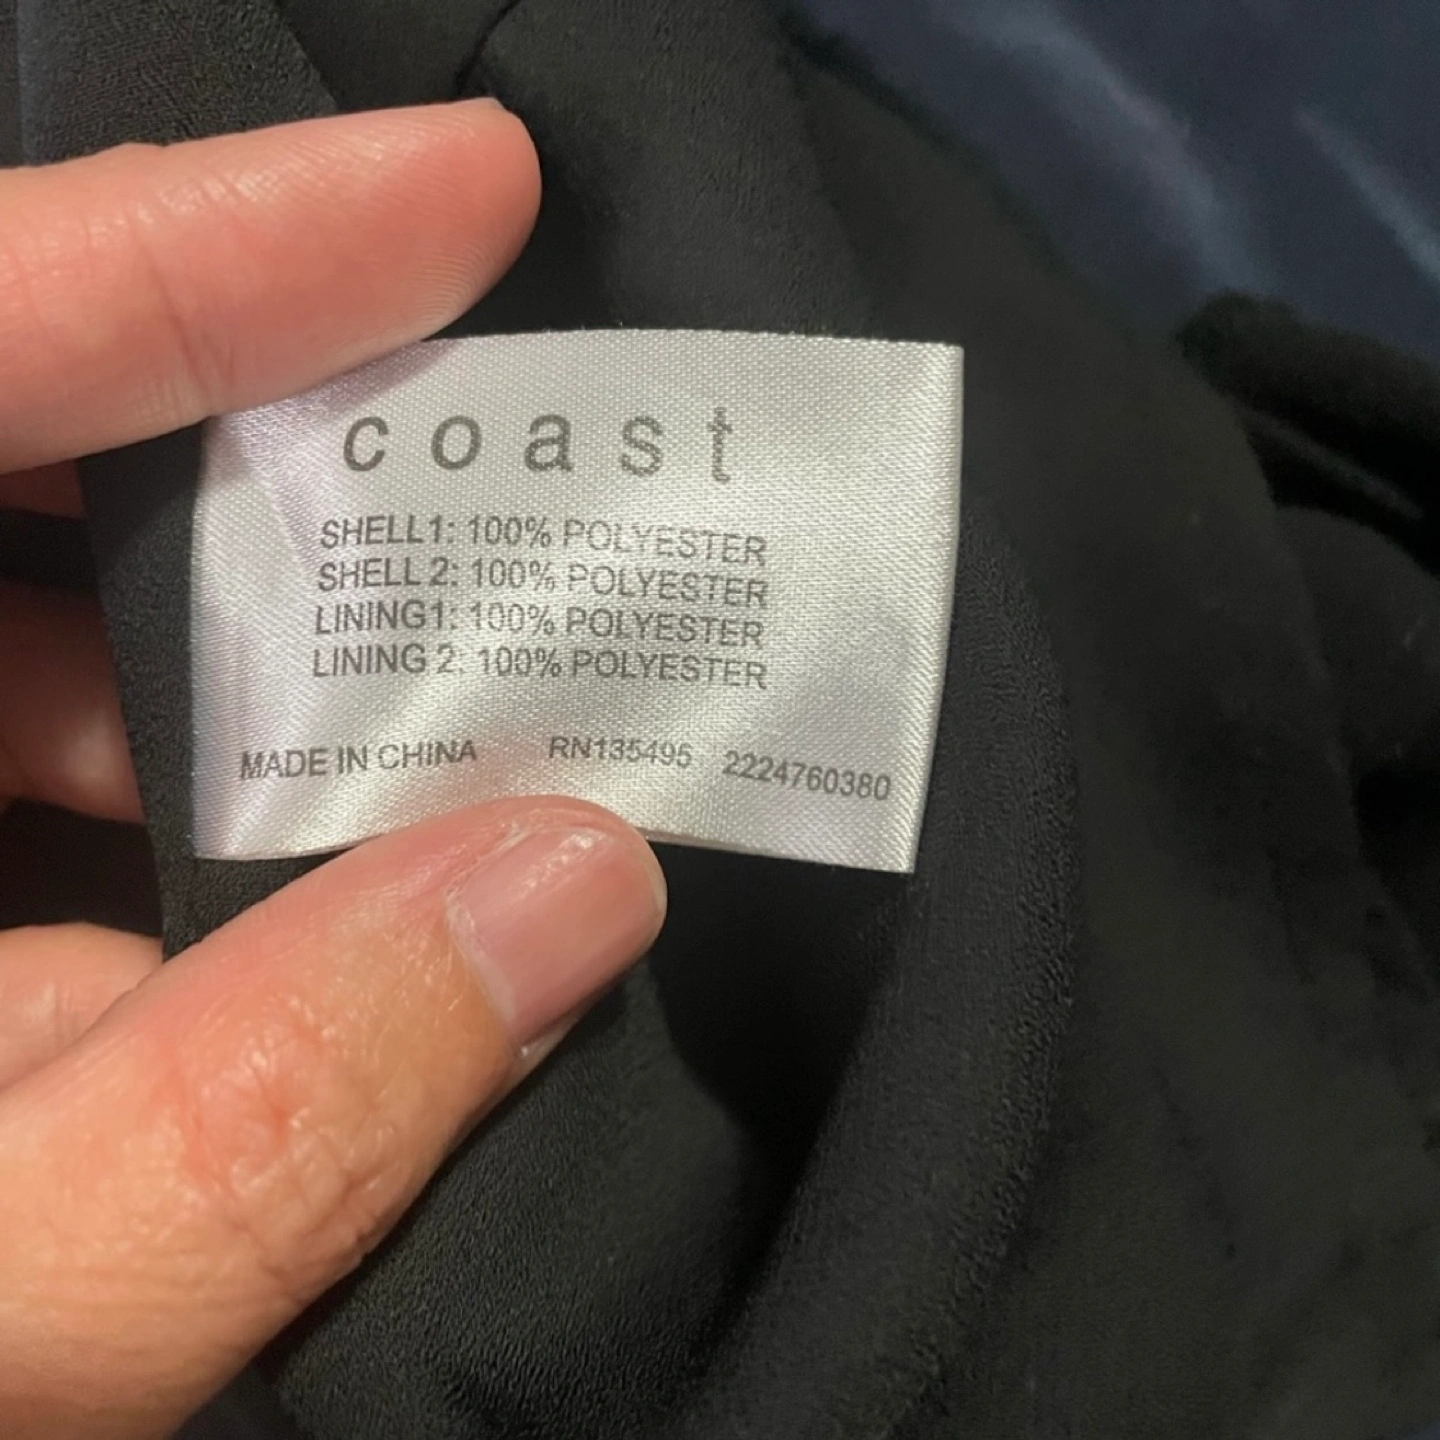 coast
SHELL1: 100% POLYESTER
SHELL 2: 100% POLYESTER
LINING1: 100% POLYESTER
LINING 2: 100% POLYESTER
MADE IN CHINA RN135495 2224760380